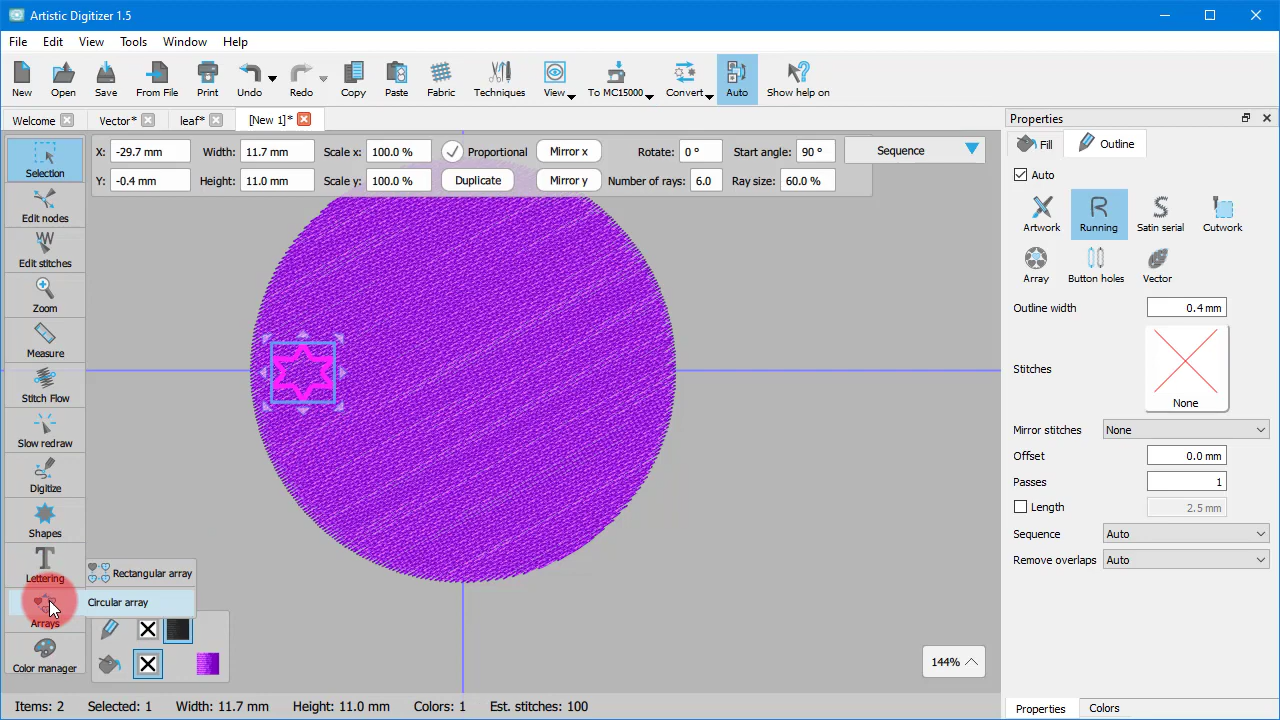 Artistic Digitizer 1.5
File Edit View Tools Window Help
New Open Save From File Print Undo Redo Copy Paste Fabric Techniques View To MC15000 Convert Auto Show help on
Welcome Vector* leaf* [New 1]*
X: -29.7 mm Width: 11.7 mm Scale x: 100.0 % Proportional Mirror x Rotate: 0 ° Start angle: 90 ° Sequence
Y: -0.4 mm Height: 11.0 mm Scale y: 100.0 % Duplicate Mirror y Number of rays: 6.0 Ray size: 60.0 %
Selection
Edit nodes
Edit stitches
Zoom
Measure
Stitch Flow
Slow redraw
Digitize
Shapes
Lettering
Arrays
Color manager
Rectangular array
Circular array
144%
Properties
Fill Outline
Auto
Artwork Running Satin serial Cutwork
Array Button holes Vector
Outline width 0.4 mm
Stitches None
Mirror stitches None
Offset 0.0 mm
Passes 1
Length 2.5 mm
Sequence Auto
Remove overlaps Auto
Properties Colors
Items: 2 Selected: 1 Width: 11.7 mm Height: 11.0 mm Colors: 1 Est. stitches: 100